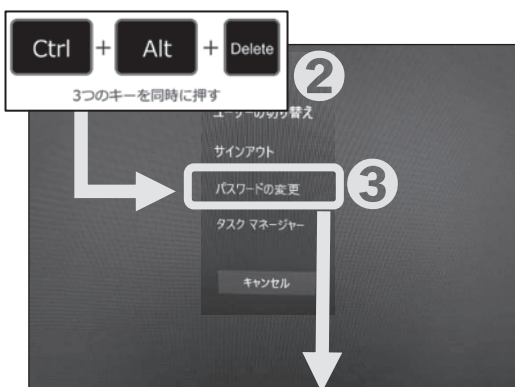 Ctrl + Alt + Delete
3つのキーを同時に押す
2
ユーザーの切り替え
サインアウト
パスワードの変更
3
タスク マネージャー
キャンセル